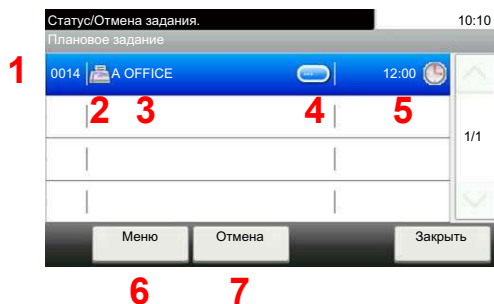 Статус/Отмена задания. 10:10
Плановое задание
1 0014 A OFFICE ... 12:00
2 3 4 5
1/1
Меню Отмена Закрыть
6 7